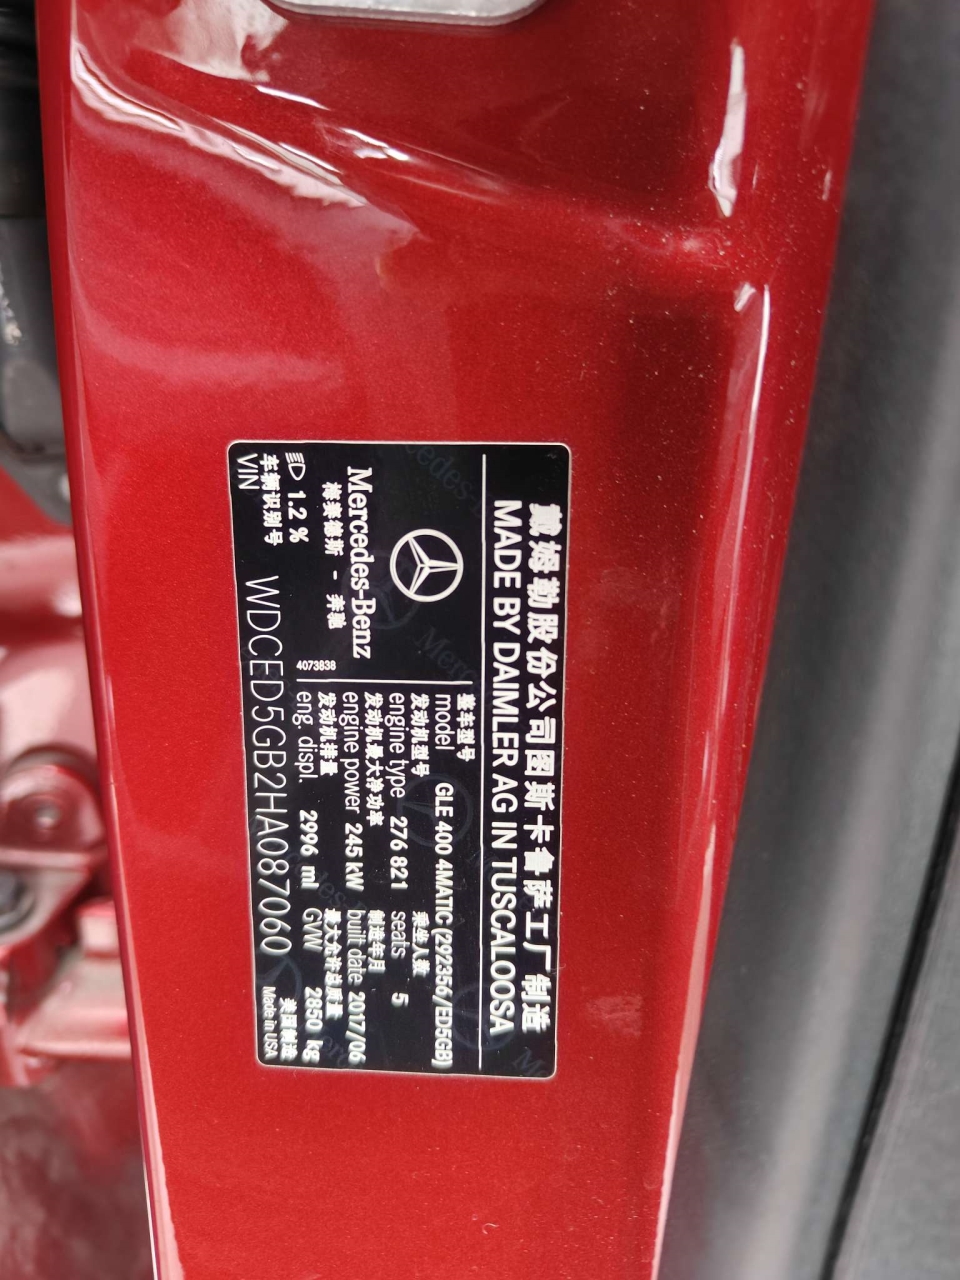 戴姆勒股份公司图斯卡鲁萨工厂制造
MADE BY DAIMLER AG IN TUSCALOOSA
Mercedes-Benz
梅赛德斯 - 奔驰
4073838
整车型号
model GLE 400 4MATIC (292356/ED5GB)
发动机型号 乘坐人数
engine type 276 821 seats 5
发动机最大净功率 制造年月
engine power 245 kW built date 2017/06
发动机排量 最大允许总质量
eng. displ. 2996 ml GVW 2850 kg
1.2 %
车辆识别号
VIN WDCED5GB2HA087060
美国制造
Made in USA